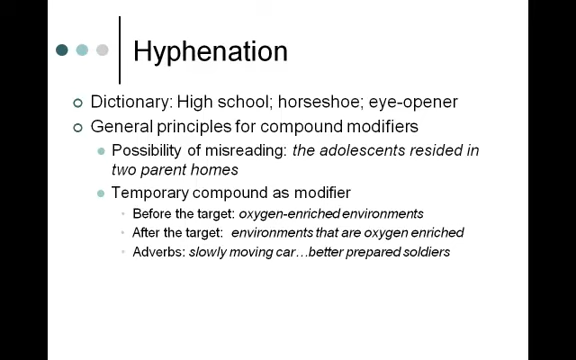 Hyphenation
Dictionary: High school; horseshoe; eye-opener
General principles for compound modifiers
Possibility of misreading: the adolescents resided in
two parent homes
Temporary compound as modifier
Before the target: oxygen-enriched environments
After the target: environments that are oxygen enriched
Adverbs: slowly moving car…better prepared soldiers